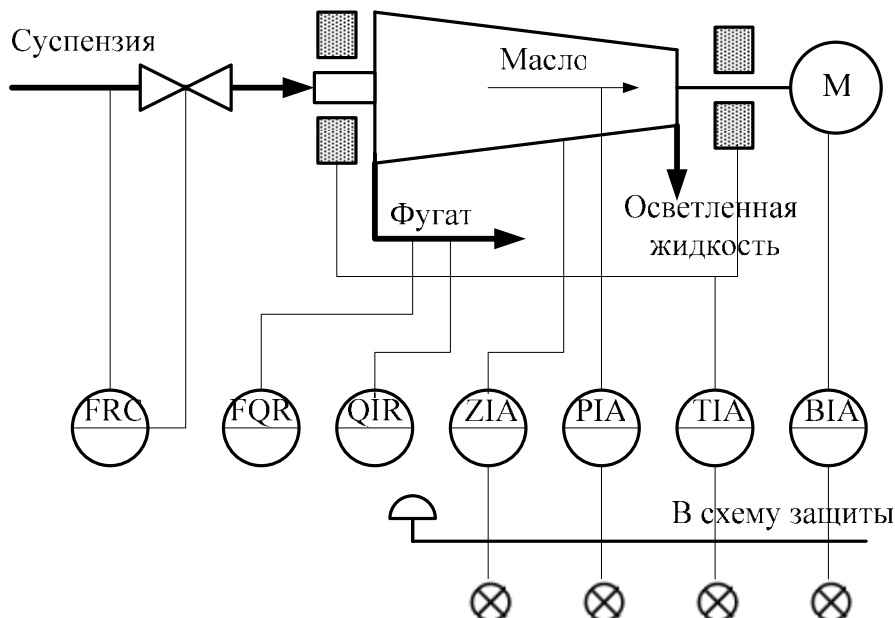 Суспензия
Масло
М
Фугат
Осветленная
жидкость
FRC
FQR
QIR
ZIA
PIA
TIA
BIA
В схему защиты